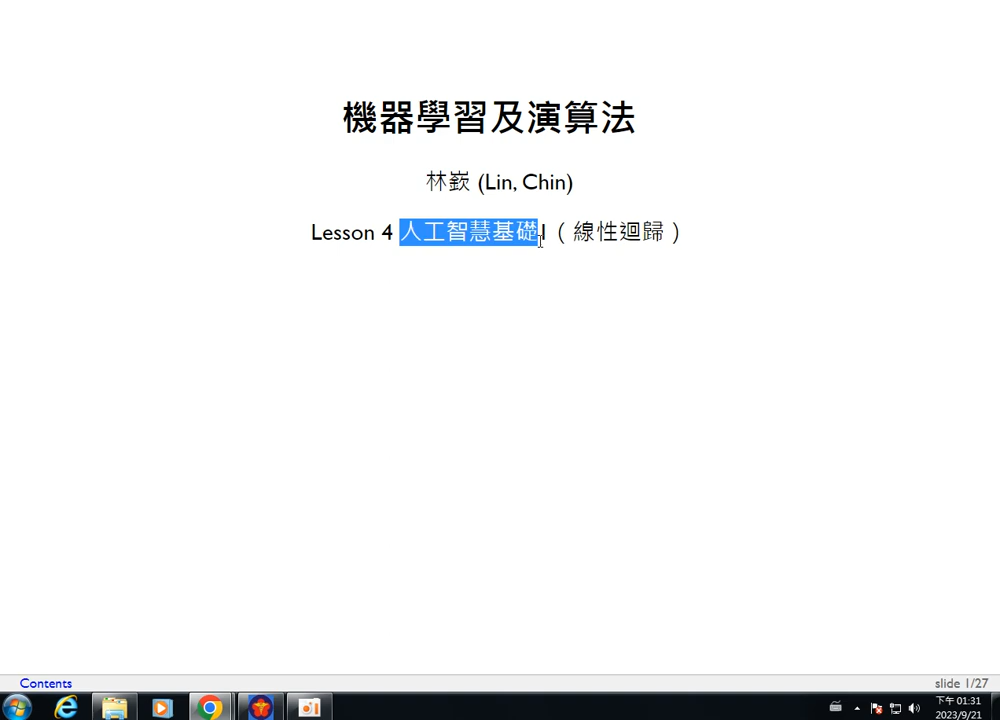 機器學習及演算法
林嶔 (Lin, Chin)
Lesson 4 人工智慧基礎1（線性迴歸）
Contents
slide 1/27
下午 01:31
2023/9/21